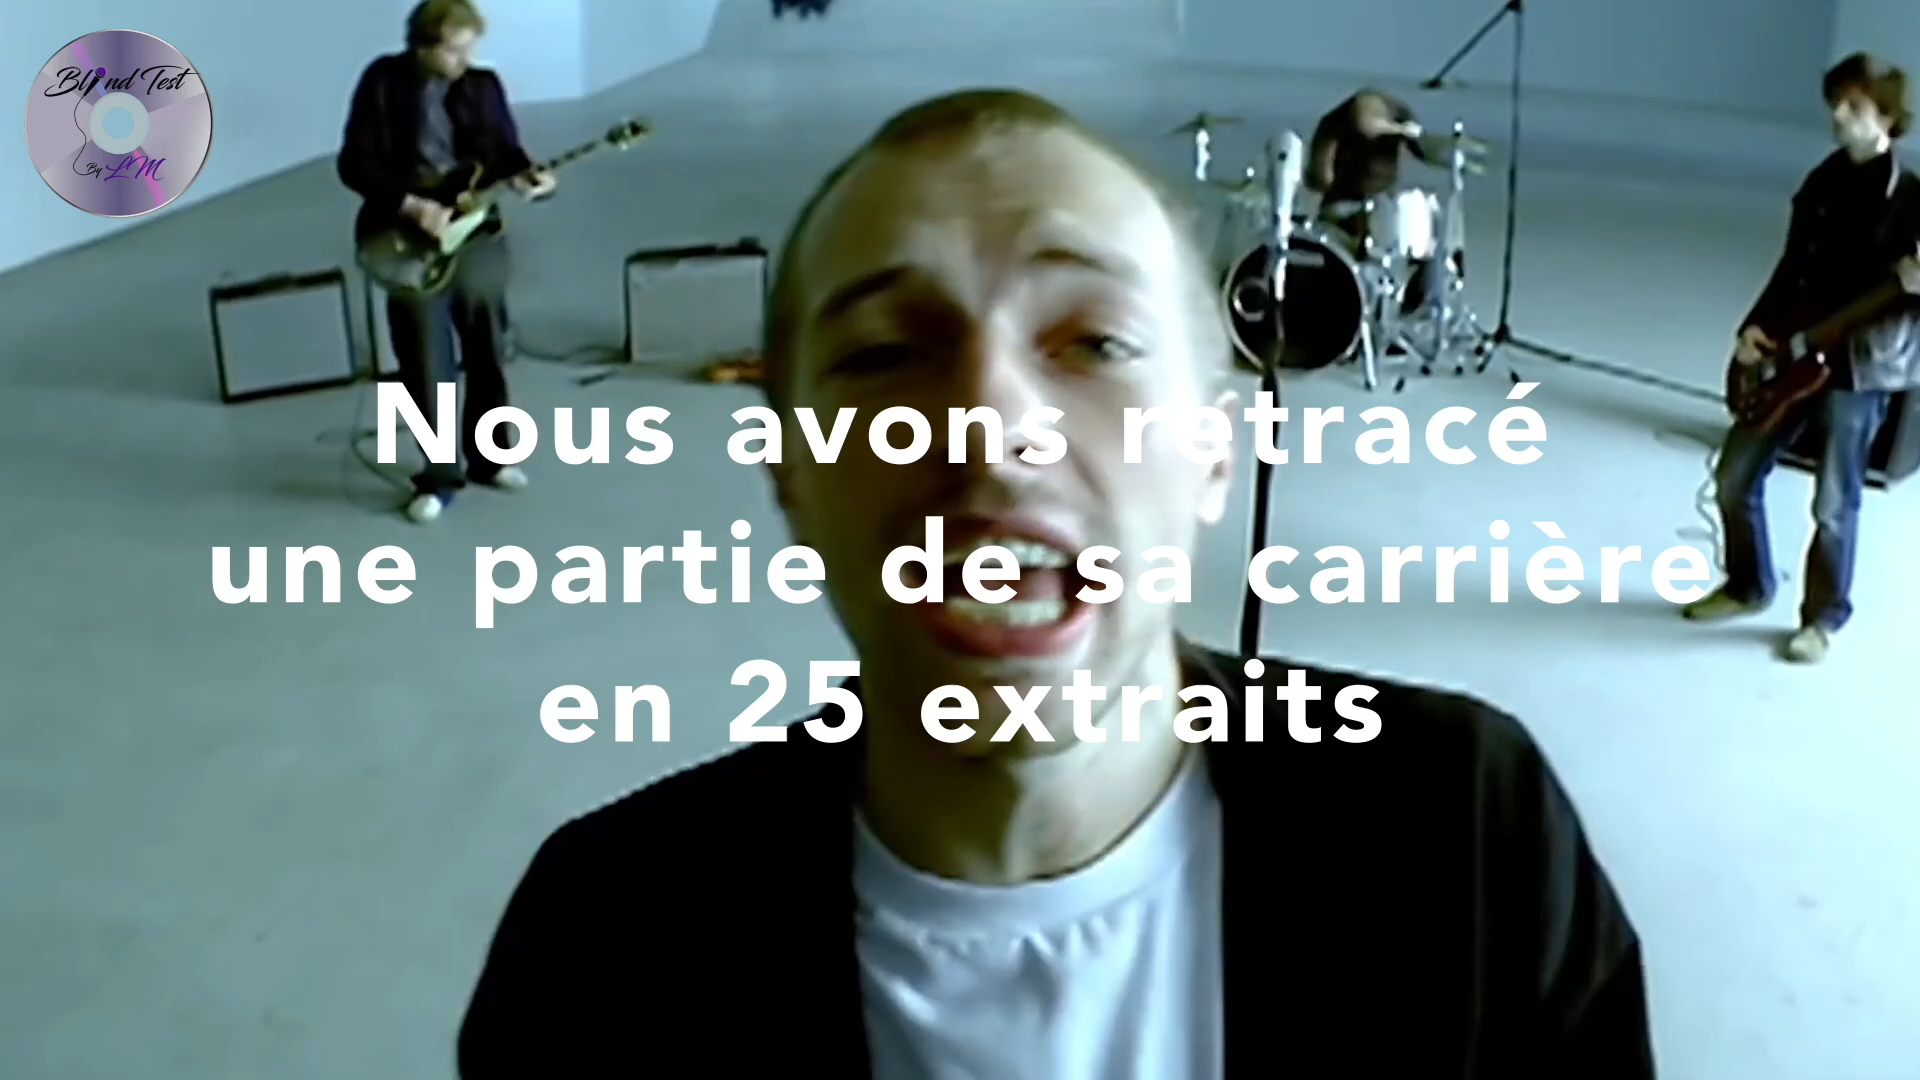 Blind Test
By LM
Nous avons retracé
une partie de sa carrière
en 25 extraits